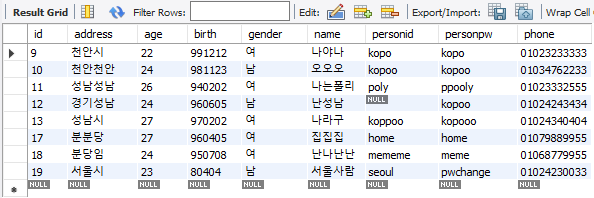 Result Grid Filter Rows: Edit: Export/Import: Wrap Cell C
id address age birth gender name personid personpw phone
9 천안시 22 991212 여 나야나 kopo kopo 01023233333
10 천안천안 24 981123 남 오오오 kopoo kopoo 01034762233
11 성남성남 26 940202 여 나는폴리 poly ppooly 01023332555
12 경기성남 24 960605 남 난성남 NULL kopoo 01024243434
13 성남시 27 970202 여 나라구 koppoo kopoooo 01024340404
17 분분당 27 960405 여 집집집 home home 01079889955
18 분당임 24 950708 여 난나난난 mememe meme 01068779955
19 서울시 23 80404 남 서울사람 seoul pwchange 01024230033
NULL NULL NULL NULL NULL NULL NULL NULL NULL